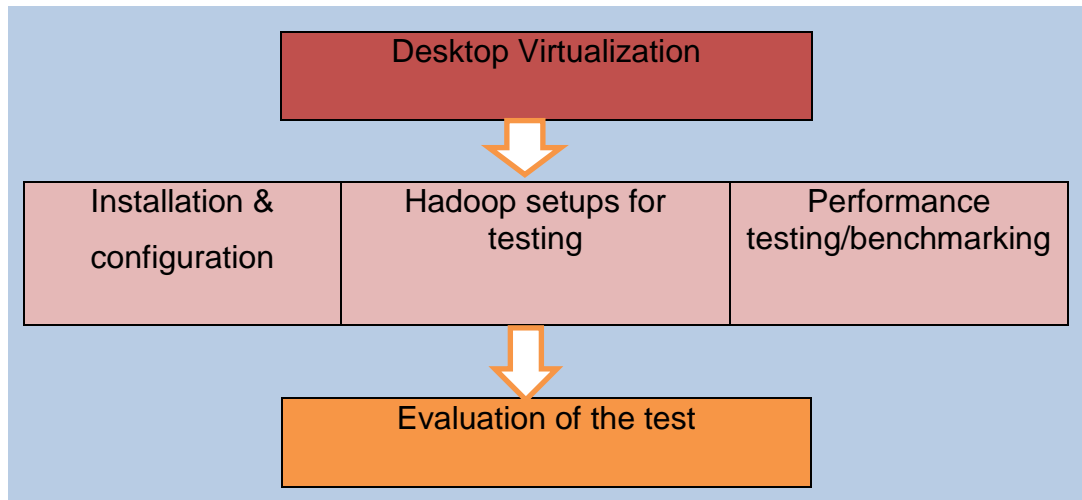 Desktop Virtualization
Installation &
configuration
Hadoop setups for
testing
Performance
testing/benchmarking
Evaluation of the test